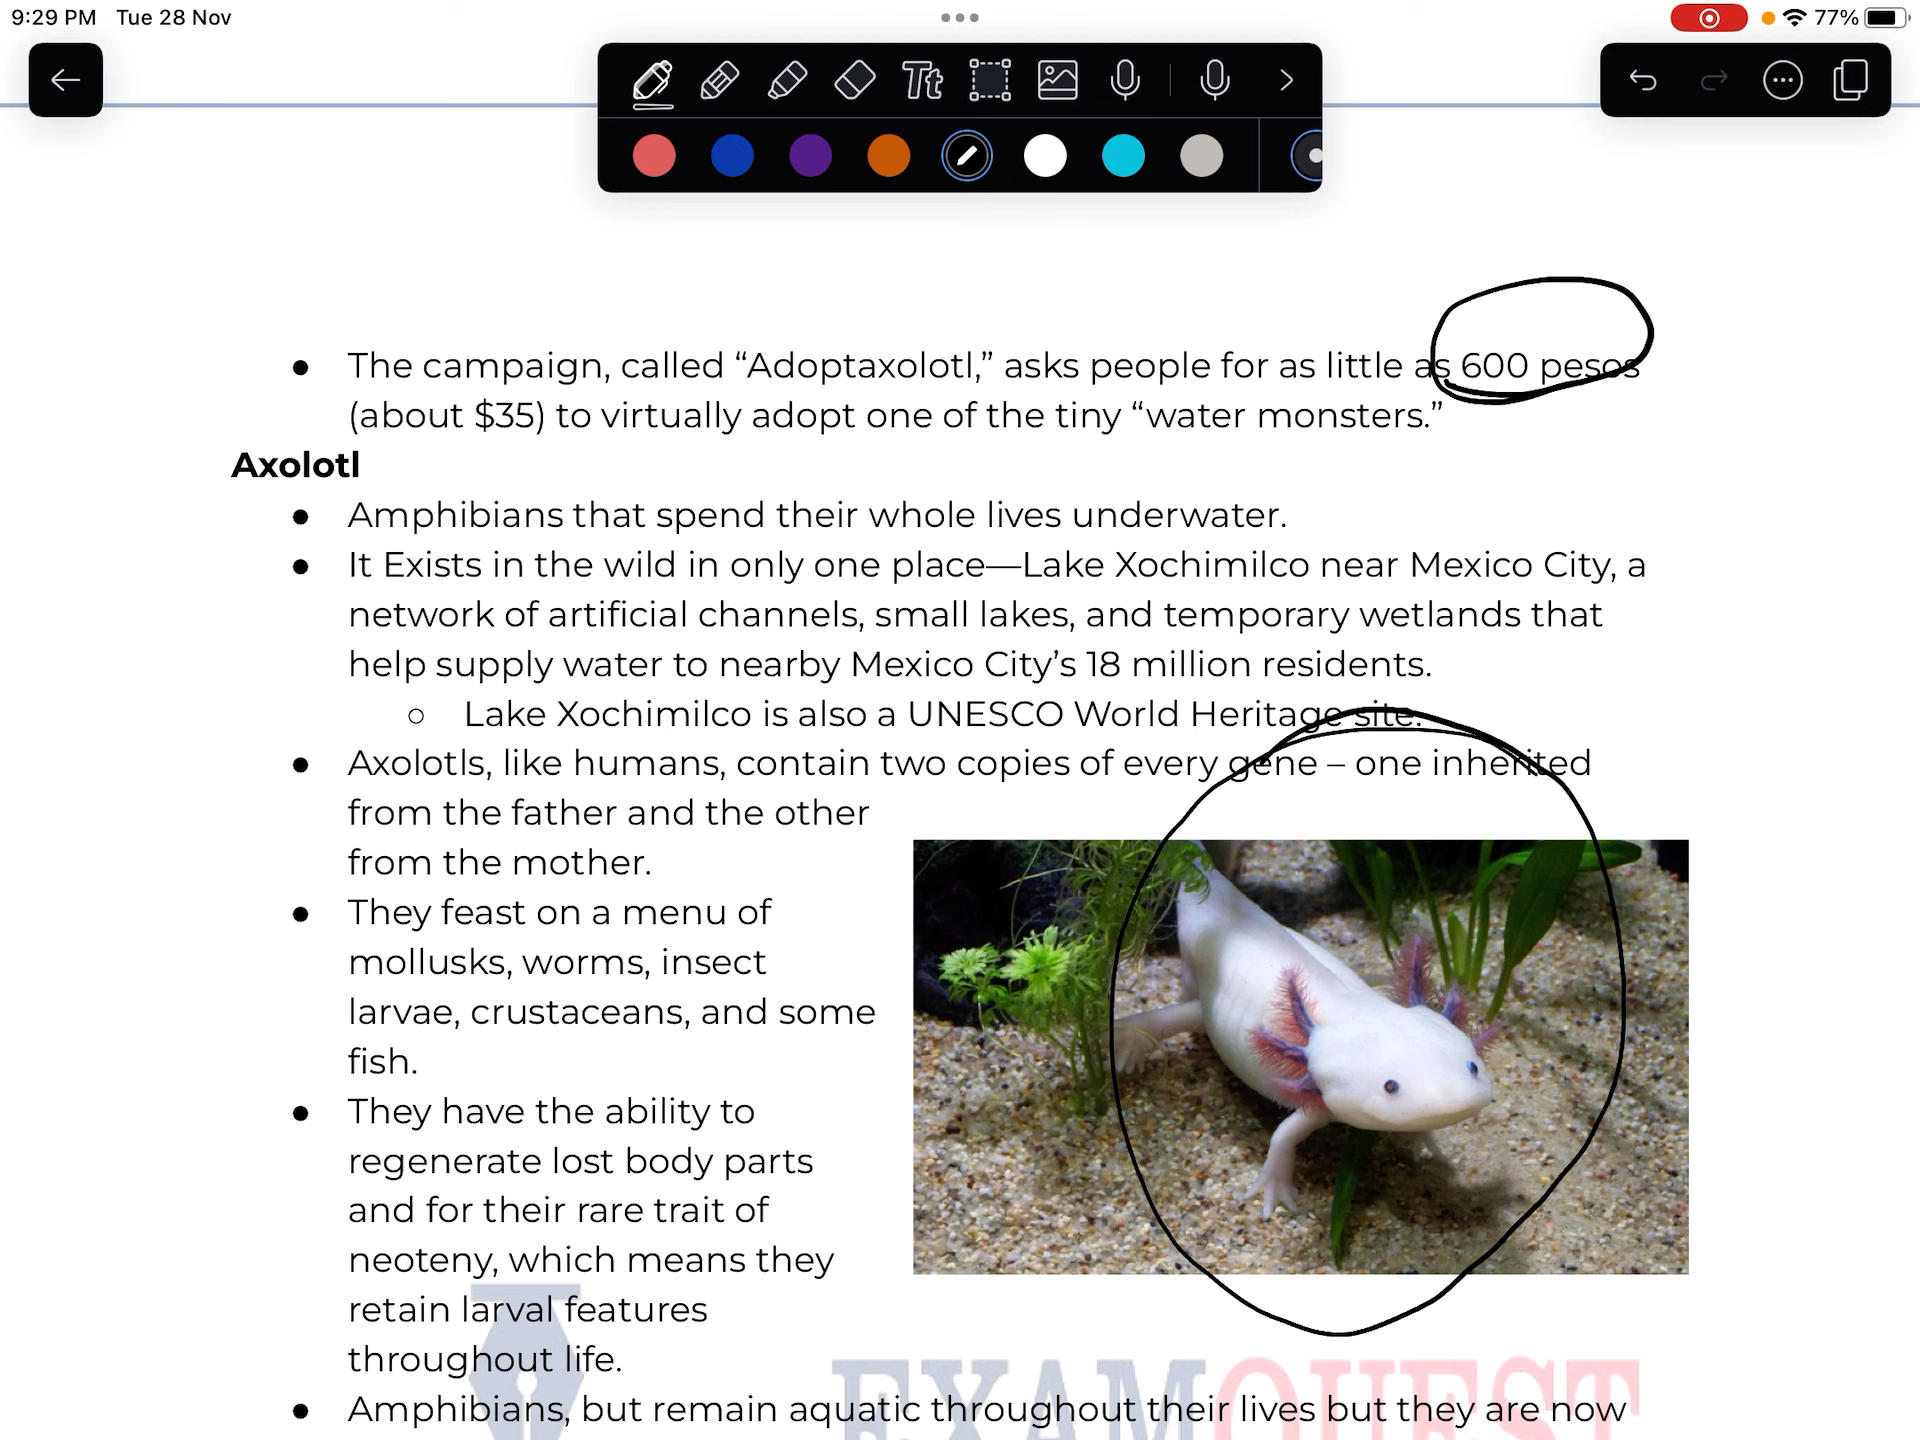 9:29 PM Tue 28 Nov
77%
Tt
• The campaign, called “Adoptaxolotl,” asks people for as little as 600 pesos
(about $35) to virtually adopt one of the tiny “water monsters.”
Axolotl
• Amphibians that spend their whole lives underwater.
• It Exists in the wild in only one place—Lake Xochimilco near Mexico City, a
network of artificial channels, small lakes, and temporary wetlands that
help supply water to nearby Mexico City’s 18 million residents.
○ Lake Xochimilco is also a UNESCO World Heritage site.
• Axolotls, like humans, contain two copies of every gene – one inherited
from the father and the other
from the mother.
• They feast on a menu of
mollusks, worms, insect
larvae, crustaceans, and some
fish.
• They have the ability to
regenerate lost body parts
and for their rare trait of
neoteny, which means they
retain larval features
throughout life.
EXAMQUEST
• Amphibians, but remain aquatic throughout their lives but they are now